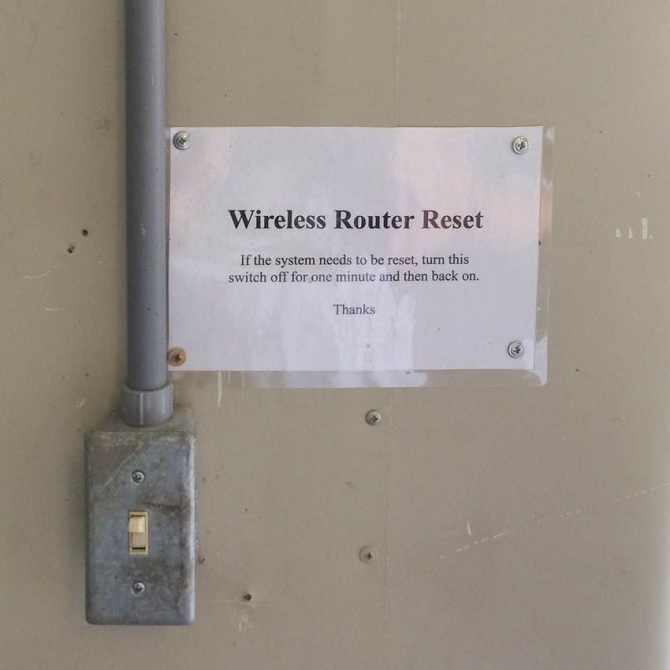 Wireless Router Reset
If the system needs to be reset, turn this
switch off for one minute and then back on.
Thanks